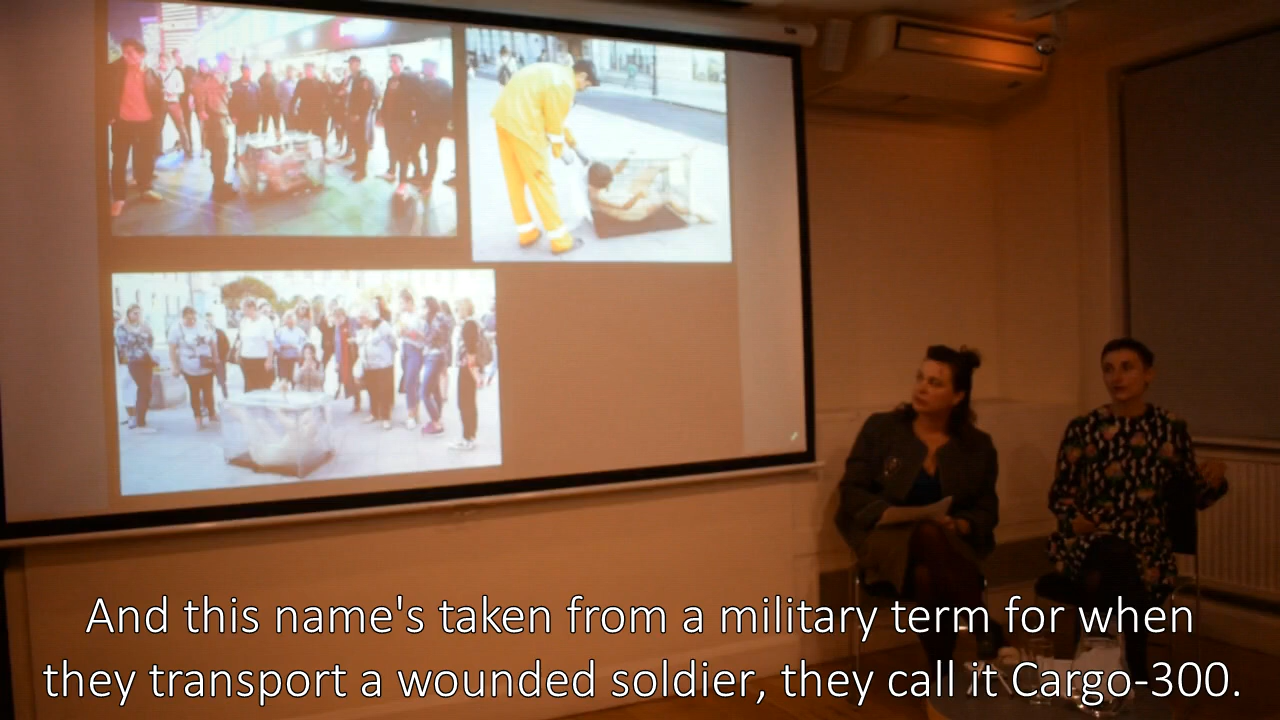 And this name's taken from a military term for when
they transport a wounded soldier, they call it Cargo-300.